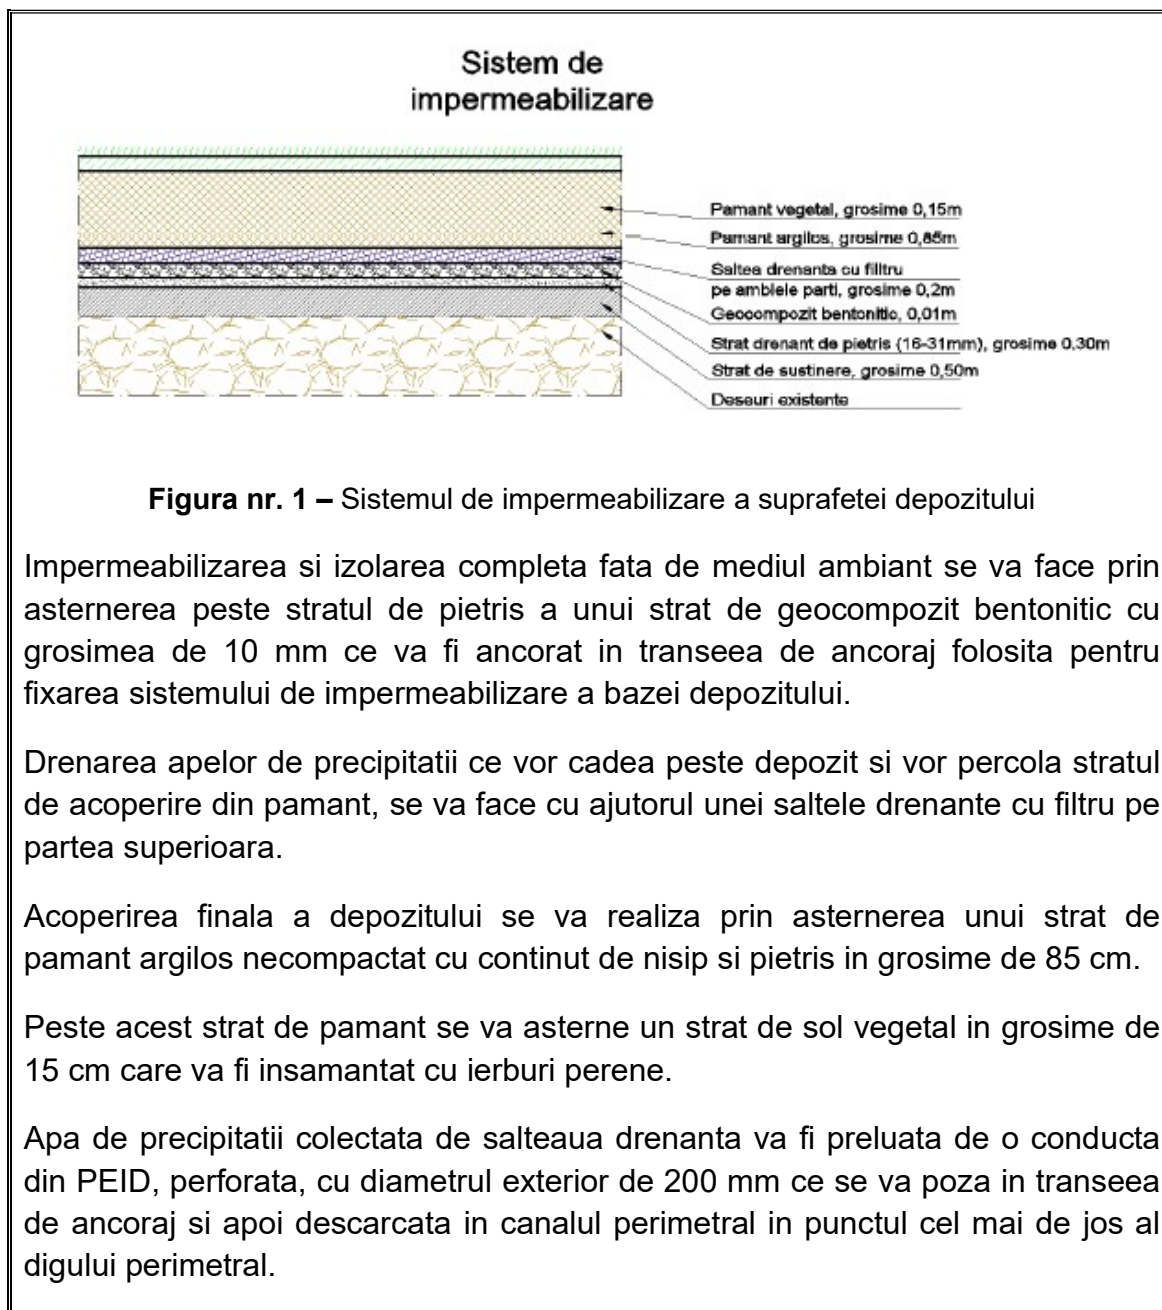 Sistem de
impermeabilizare
Pamant vegetal, grosime 0,15m
Pamant argilos, grosime 0,85m
Saltea drenanta cu filltru
pe amblele parti, grosime 0,2m
Geocompozit bentonitic, 0,01m
Strat drenant de pietris (16-31mm), grosime 0.30m
Strat de sustinere, grosime 0,50m
Deseuri existente
Figura nr. 1 – Sistemul de impermeabilizare a suprafetei depozitului
Impermeabilizarea si izolarea completa fata de mediul ambiant se va face prin
asternerea peste stratul de pietris a unui strat de geocompozit bentonitic cu
grosimea de 10 mm ce va fi ancorat in transeea de ancoraj folosita pentru
fixarea sistemului de impermeabilizare a bazei depozitului.
Drenarea apelor de precipitatii ce vor cadea peste depozit si vor percola stratul
de acoperire din pamant, se va face cu ajutorul unei saltele drenante cu filtru pe
partea superioara.
Acoperirea finala a depozitului se va realiza prin asternerea unui strat de
pamant argilos necompactat cu continut de nisip si pietris in grosime de 85 cm.
Peste acest strat de pamant se va asterne un strat de sol vegetal in grosime de
15 cm care va fi insamantat cu ierburi perene.
Apa de precipitatii colectata de salteaua drenanta va fi preluata de o conducta
din PEID, perforata, cu diametrul exterior de 200 mm ce se va poza in transeea
de ancoraj si apoi descarcata in canalul perimetral in punctul cel mai de jos al
digului perimetral.